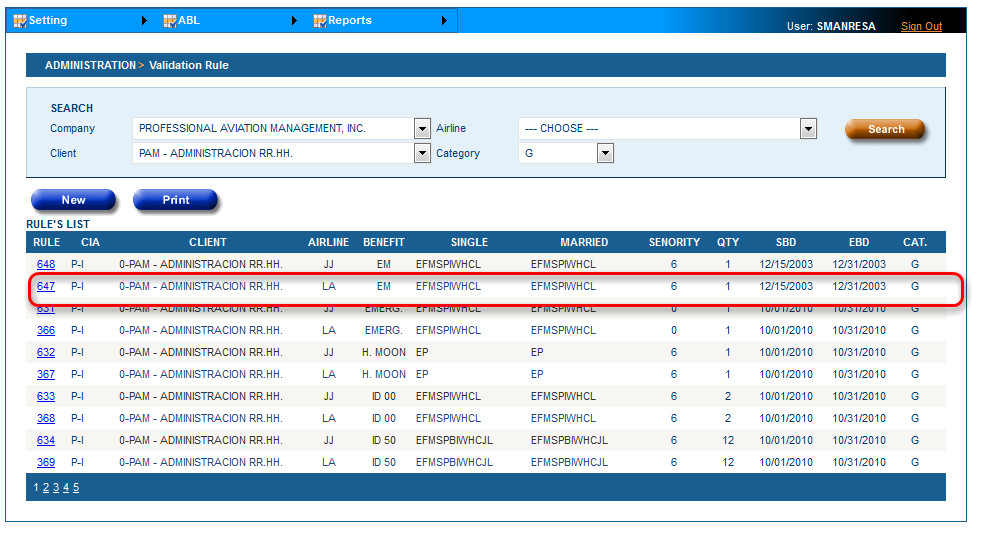 Setting ABL Reports
User: SMANRESA Sign Out
ADMINISTRATION > Validation Rule
SEARCH
Company PROFESSIONAL AVIATION MANAGEMENT, INC. Airline --- CHOOSE --- Search
Client PAM - ADMINISTRACION RR.HH. Category G
New Print
RULE'S LIST
RULE CIA CLIENT AIRLINE BENEFIT SINGLE MARRIED SENORITY QTY SBD EBD CAT.
648 P-I 0-PAM - ADMINISTRACION RR.HH. JJ EM EFMSPIWHCL EFMSPIWHCL 6 1 12/15/2003 12/31/2003 G
647 P-I 0-PAM - ADMINISTRACION RR.HH. LA EM EFMSPIWHCL EFMSPIWHCL 6 1 12/15/2003 12/31/2003 G
631 P-I 0-PAM - ADMINISTRACION RR.HH. JJ EMERG. EFMSPIWHCL EFMSPIWHCL 0 1 10/01/2010 10/31/2010 G
366 P-I 0-PAM - ADMINISTRACION RR.HH. LA EMERG. EFMSPIWHCL EFMSPIWHCL 0 1 10/01/2010 10/31/2010 G
632 P-I 0-PAM - ADMINISTRACION RR.HH. JJ H. MOON EP EP 6 1 10/01/2010 10/31/2010 G
367 P-I 0-PAM - ADMINISTRACION RR.HH. LA H. MOON EP EP 6 1 10/01/2010 10/31/2010 G
633 P-I 0-PAM - ADMINISTRACION RR.HH. JJ ID 00 EFMSPIWHCL EFMSPIWHCL 6 2 10/01/2010 10/31/2010 G
368 P-I 0-PAM - ADMINISTRACION RR.HH. LA ID 00 EFMSPIWHCL EFMSPIWHCL 6 2 10/01/2010 10/31/2010 G
634 P-I 0-PAM - ADMINISTRACION RR.HH. JJ ID 50 EFMSPBIWHCJL EFMSPBIWHCJL 6 12 10/01/2010 10/31/2010 G
369 P-I 0-PAM - ADMINISTRACION RR.HH. LA ID 50 EFMSPBIWHCJL EFMSPBIWHCJL 6 12 10/01/2010 10/31/2010 G
1 2 3 4 5